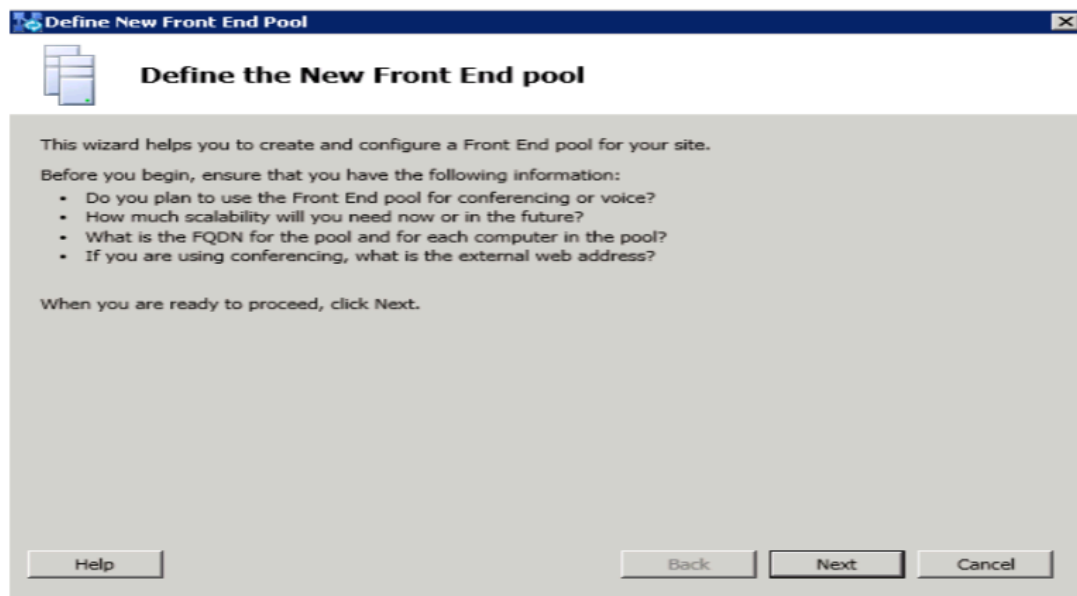 Define New Front End Pool
Define the New Front End pool
This wizard helps you to create and configure a Front End pool for your site.
Before you begin, ensure that you have the following information:
• Do you plan to use the Front End pool for conferencing or voice?
• How much scalability will you need now or in the future?
• What is the FQDN for the pool and for each computer in the pool?
• If you are using conferencing, what is the external web address?
When you are ready to proceed, click Next.
Help
Back
Next
Cancel